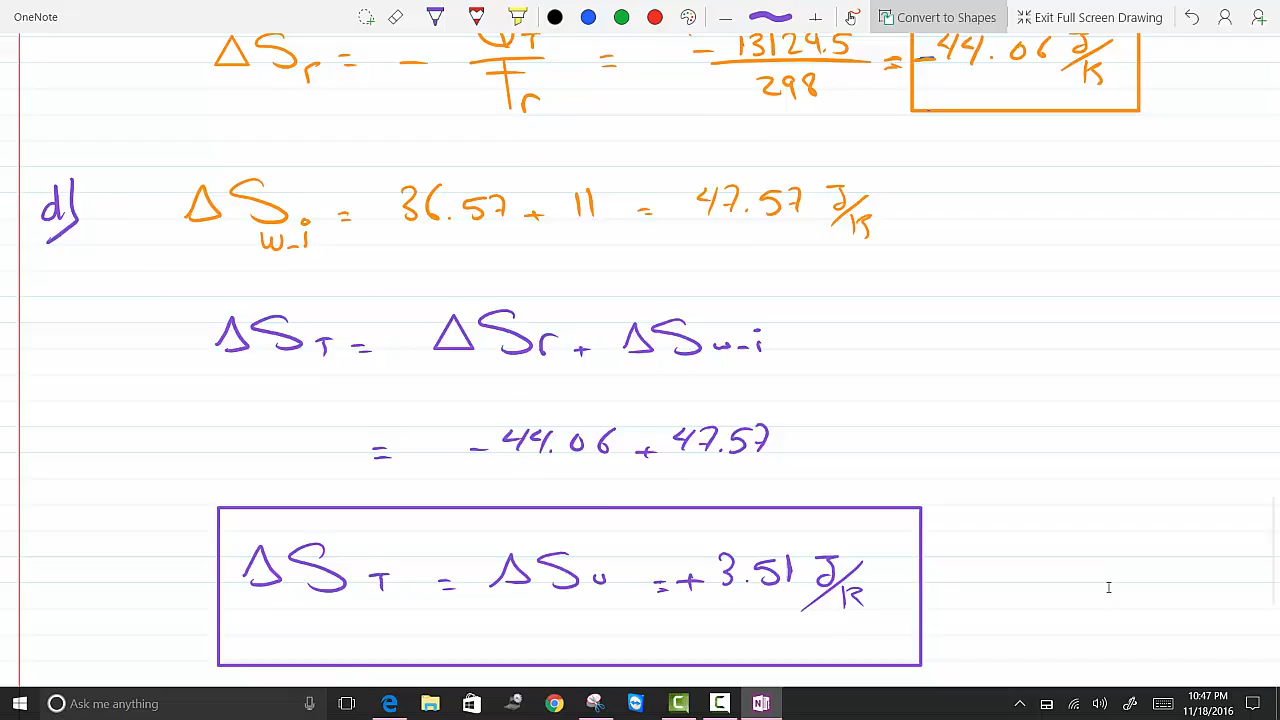 OneNote
Convert to Shapes
Exit Full Screen Drawing
ΔSr = - QT/Tr = - 13124.5/298 = -44.06 J/K
d) ΔSw-i = 36.57 + 11 = 47.57 J/K
ΔST = ΔSr + ΔSw-i
= -44.06 + 47.57
ΔST = ΔSu = +3.51 J/K
Ask me anything
10:47 PM
11/18/2016